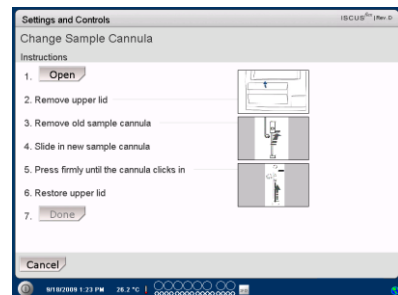 Settings and Controls
ISCUSflex | Rev. 0
Change Sample Cannula
Instructions
1. Open
2. Remove upper lid
3. Remove old sample cannula
4. Slide in new sample cannula
5. Press firmly until the cannula clicks in
6. Restore upper lid
7. Done
Cancel
9/18/2009 1:23 PM 26.2 °C